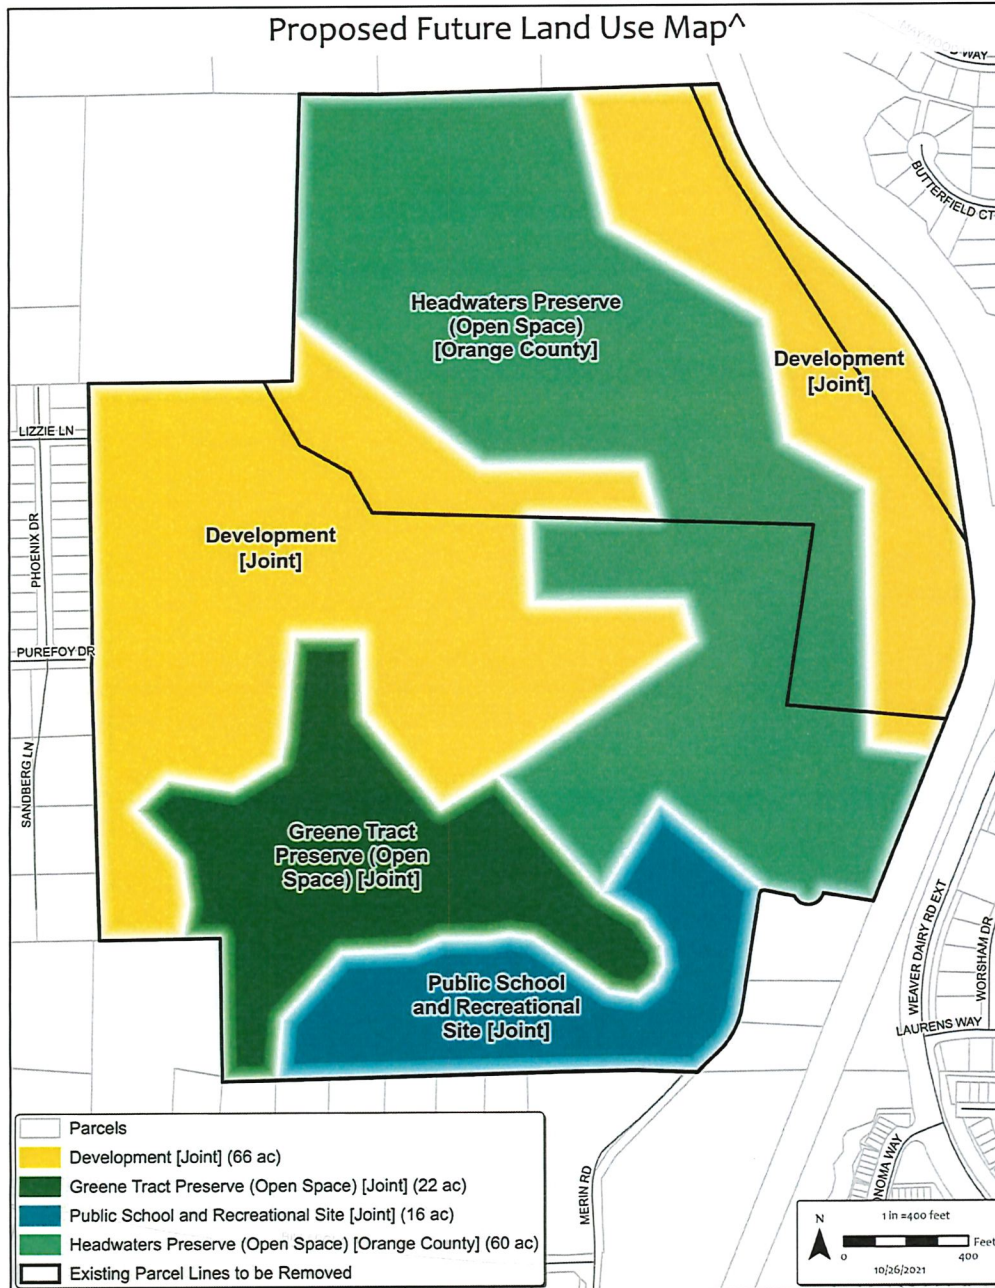 Proposed Future Land Use Map^
WAY
BUTTERFIELD CT
Headwaters Preserve
(Open Space)
[Orange County]
Development
[Joint]
LIZZIE LN
PHOENIX DR
Development
[Joint]
PUREFOY DR
SANDBERG LN
Greene Tract
Preserve (Open
Space) [Joint]
WEAVER DAIRY RD EXT
WORSHAM DR
Public School
and Recreational
Site [Joint]
LAURENS WAY
MERIN RD
ONOMA WAY
Parcels
Development [Joint] (66 ac)
Greene Tract Preserve (Open Space) [Joint] (22 ac)
Public School and Recreational Site [Joint] (16 ac)
Headwaters Preserve (Open Space) [Orange County] (60 ac)
Existing Parcel Lines to be Removed
N
1 in =400 feet
Feet
0 400
10/26/2021